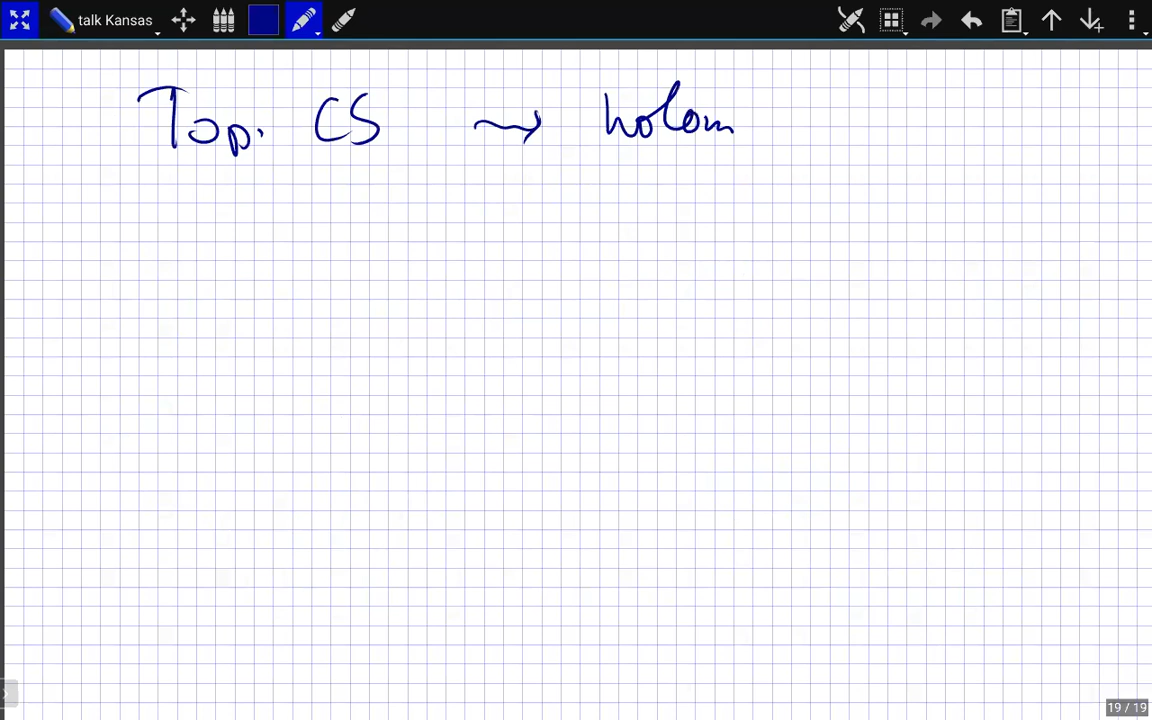 talk Kansas
Top. CS ⇝ holom
19 / 19